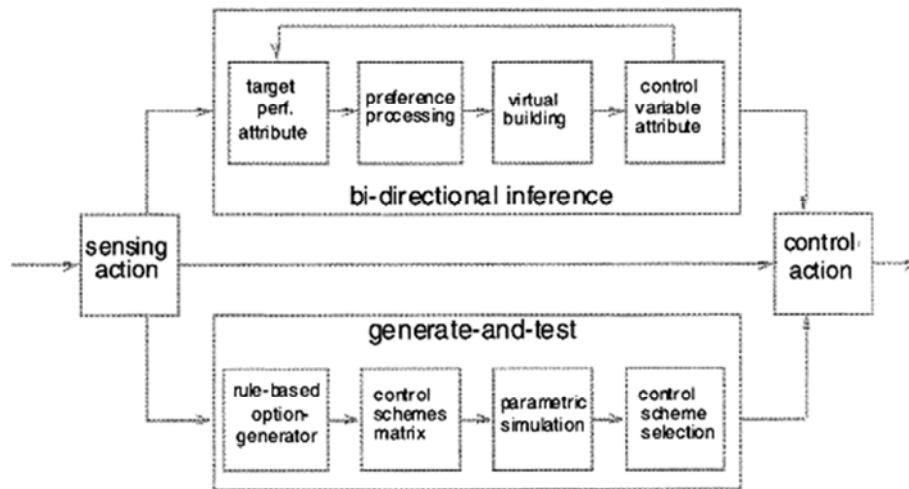 target
perf.
attribute
preference
processing
virtual
building
control
variable
attribute
bi-directional inference
sensing
action
control-
action
generate-and-test
rule-based
option-
generator
control
schemes
matrix
parametric
simulation
control
scheme
selection